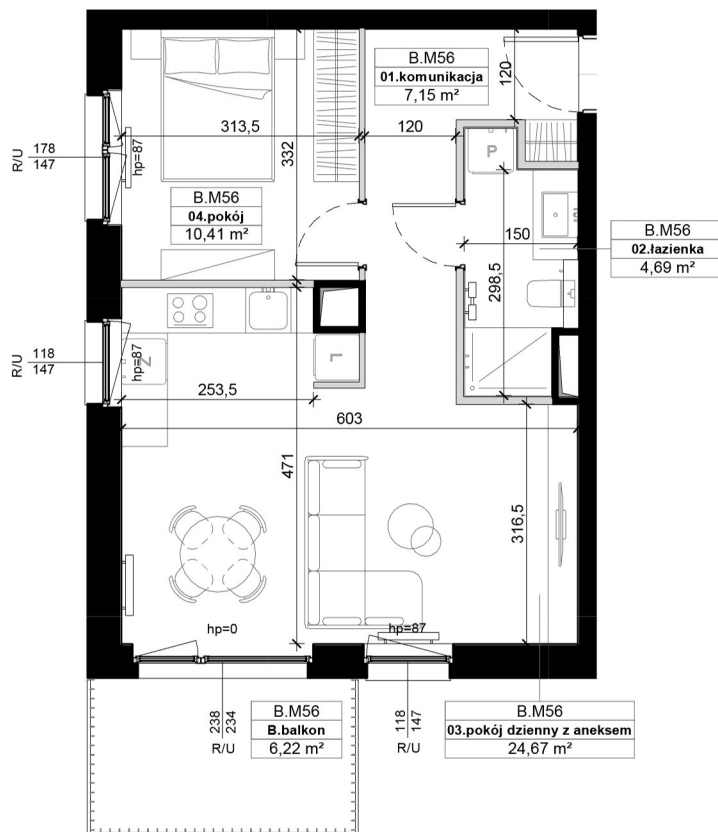 B.M56
01.komunikacja
7,15 m²
120
313,5
332
120
P
R/U 178
147
hp=87
B.M56
04.pokój
10,41 m²
150
B.M56
02.łazienka
4,69 m²
298,5
R/U 118
147
hp=87
Z
L
253,5
603
471
316,5
hp=0
hp=87
238
234
R/U
B.M56
B.balkon
6,22 m²
118
147
R/U
B.M56
03.pokój dzienny z aneksem
24,67 m²